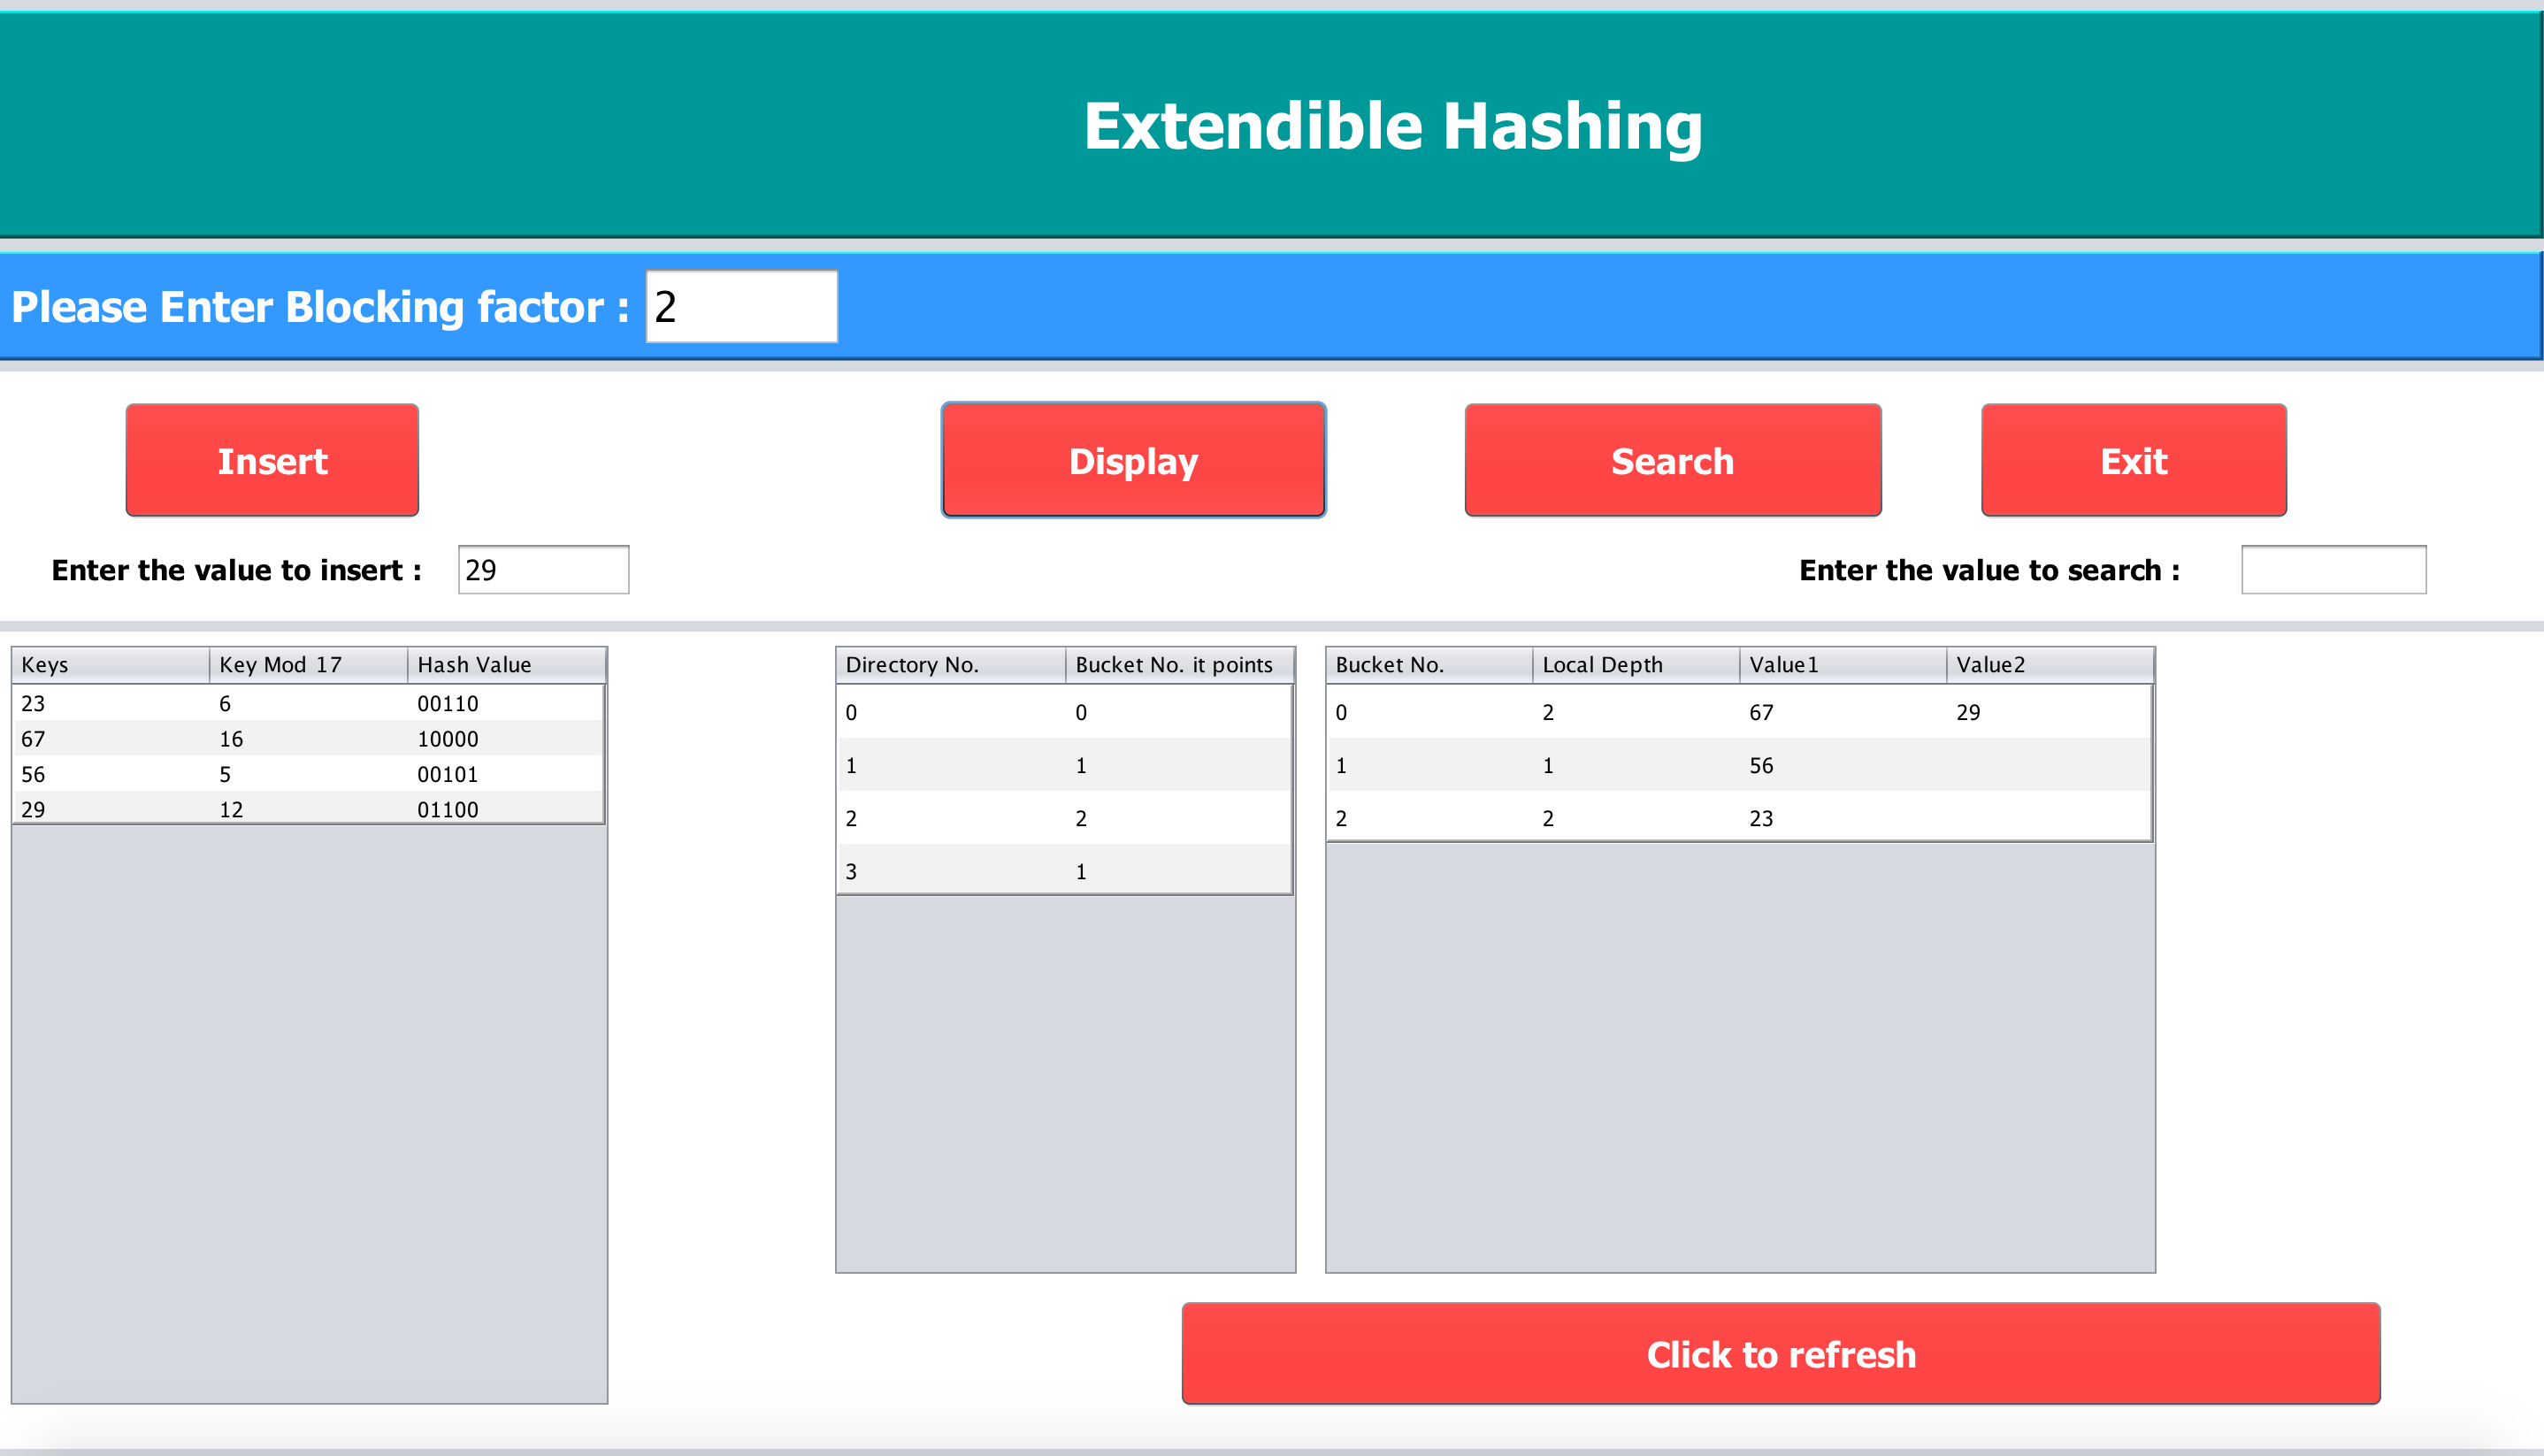 Extendible Hashing
Please Enter Blocking factor : 2
Insert Display Search Exit
Enter the value to insert : 29 Enter the value to search :
Keys Key Mod 17 Hash Value
23 6 00110
67 16 10000
56 5 00101
29 12 01100
Directory No. Bucket No. it points
0 0
1 1
2 2
3 1
Bucket No. Local Depth Value1 Value2
0 2 67 29
1 1 56
2 2 23
Click to refresh